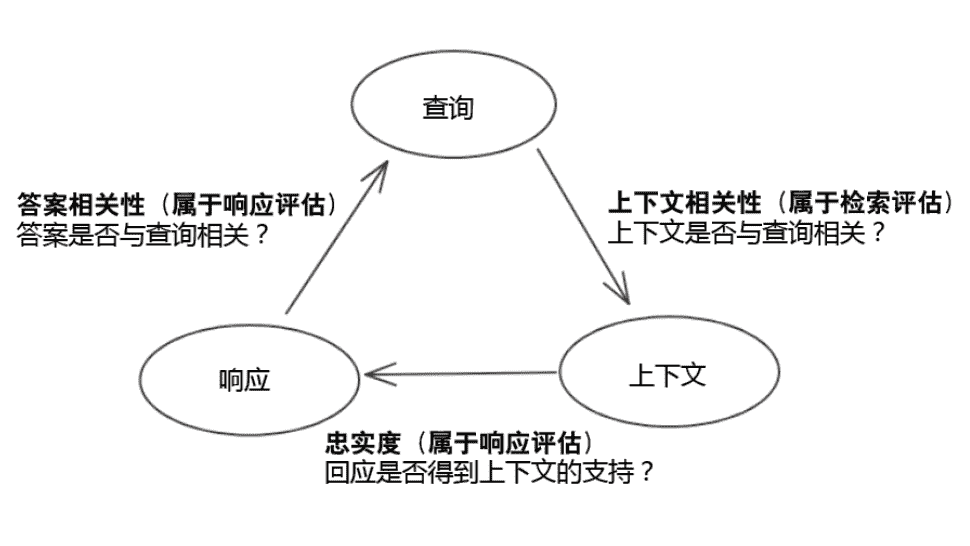 查询
答案相关性（属于响应评估）
答案是否与查询相关？
上下文相关性（属于检索评估）
上下文是否与查询相关？
响应
上下文
忠实度（属于响应评估）
回应是否得到上下文的支持？